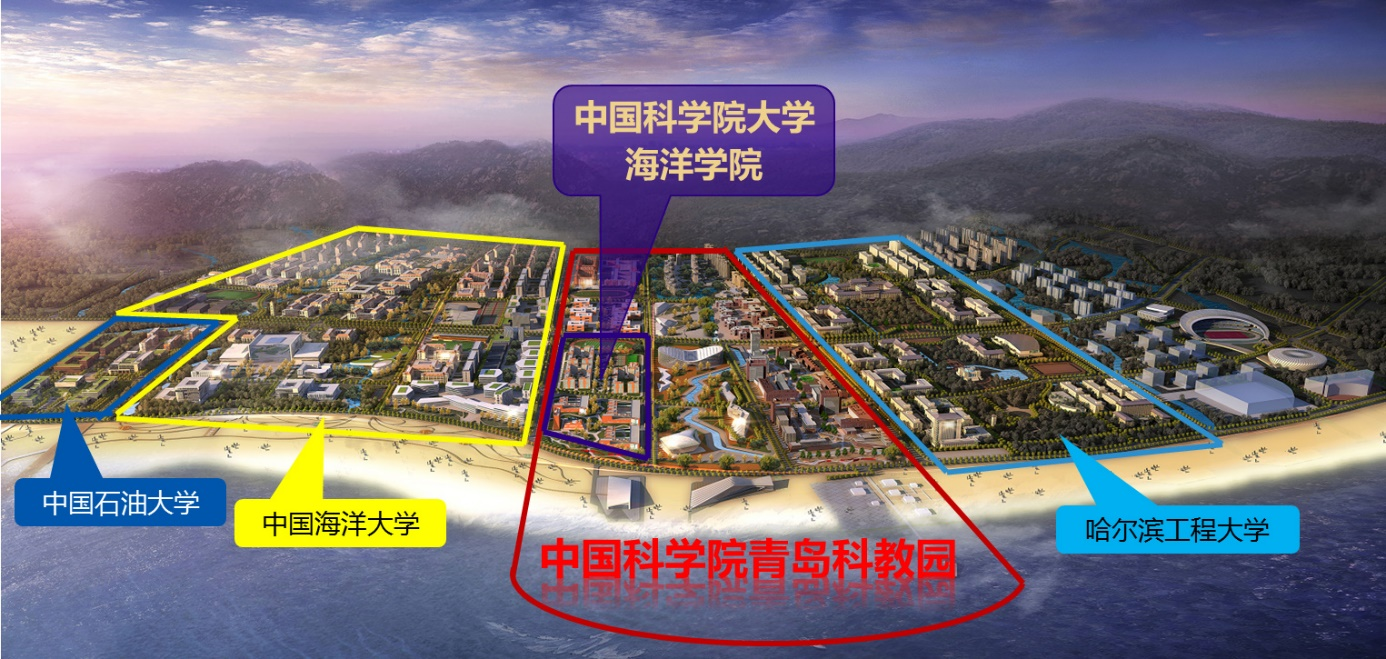 中国科学院大学
海洋学院
中国石油大学
中国海洋大学
哈尔滨工程大学
中国科学院青岛科教园